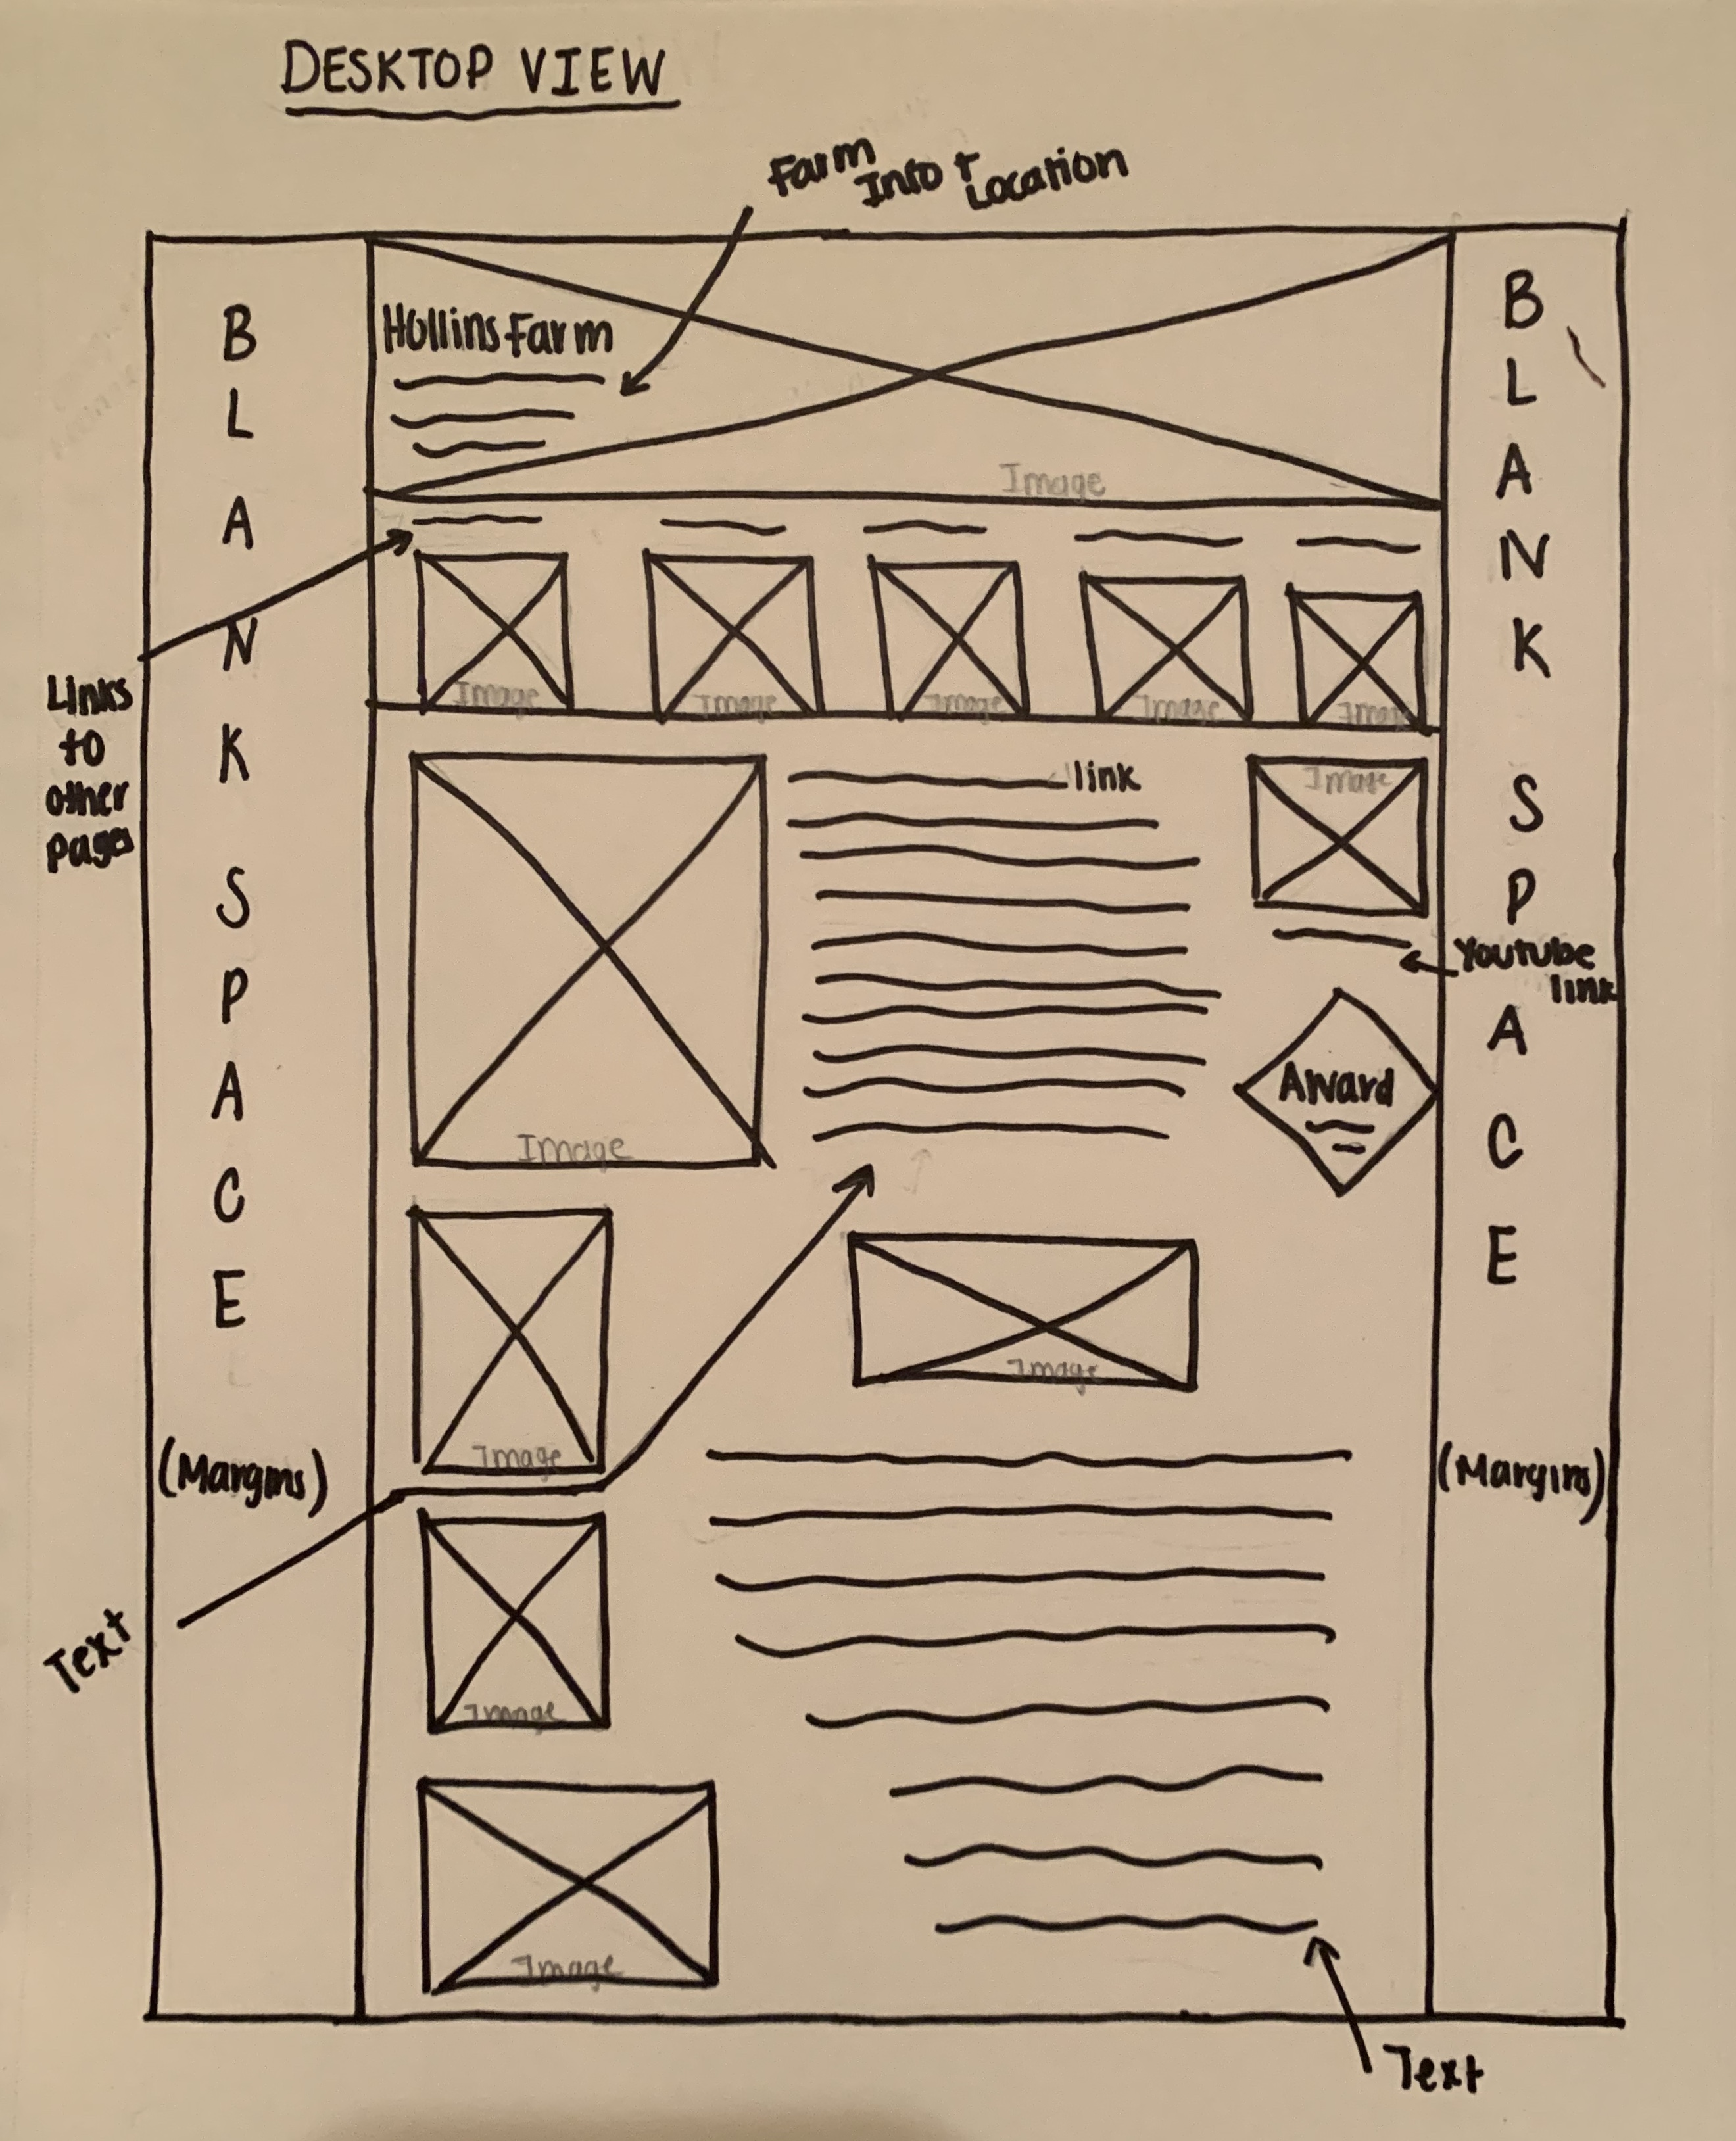 DESKTOP VIEW
Farm
Info +
Location
Hollins Farm
Image
BLANK SPACE
BLANK SPACE
Links
to
other
pages
Image
Image
Image
Image
Image
link
Image
Youtube
link
Award
Image
Image
Image
(Margins)
(Margins)
Text
Image
Image
Text